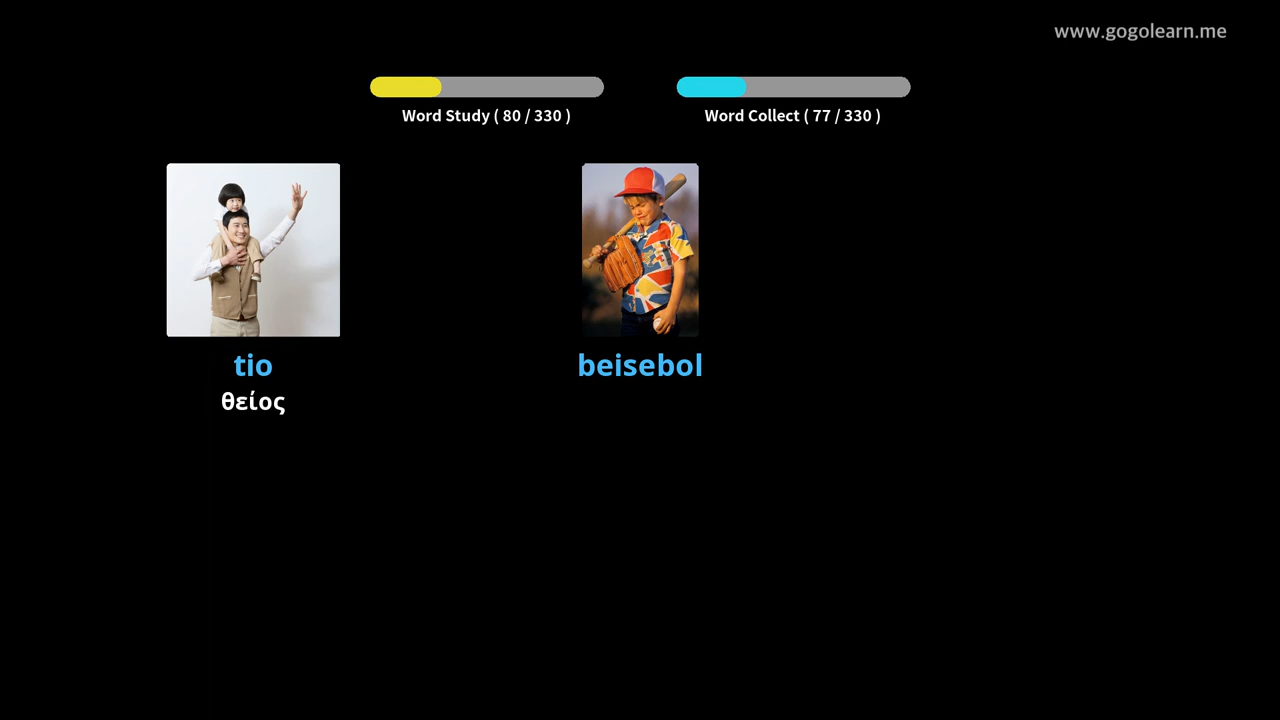 www.gogolearn.me
Word Study ( 80 / 330 )
Word Collect ( 77 / 330 )
tio
θείος
beisebol